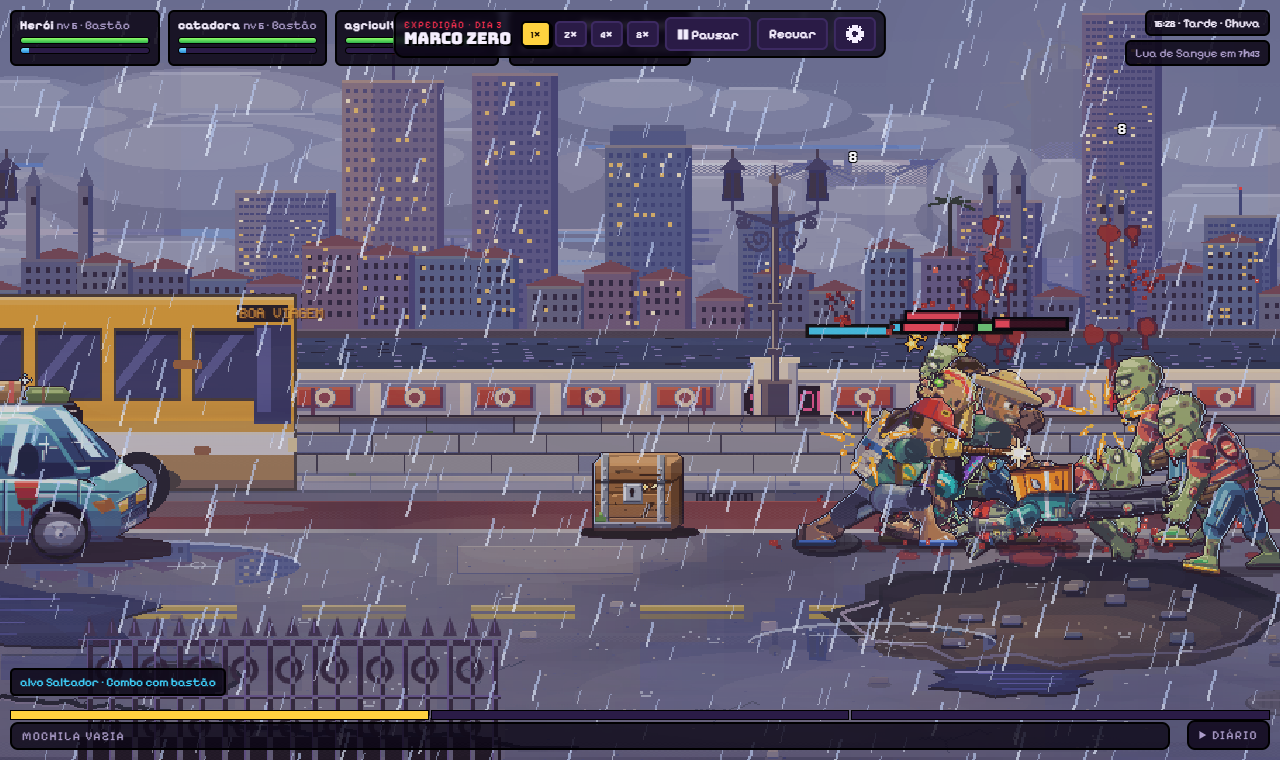 Herói nv 5 · Bastão
catadora nv 5 · Bastão
EXPEDIÇÃO · DIA 3
MARCO ZERO
1×
2×
4×
8×
Pausar
Recuar
15:28 · Tarde · Chuva
Lua de Sangue em 7h43
8
8
BOA VIAGEM
alvo Saltador · Combo com bastão
MOCHILA VAZIA
DIÁRIO